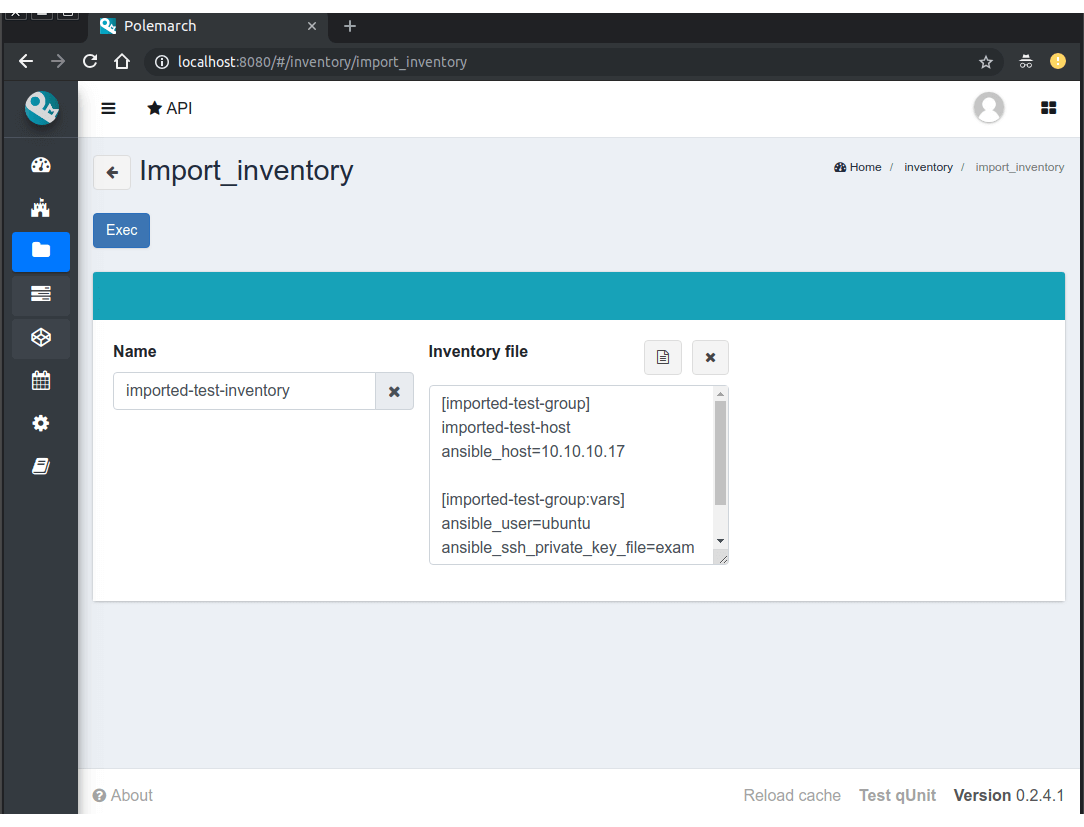 Polemarch
localhost:8080/#/inventory/import_inventory
API
Import_inventory
Home / inventory / import_inventory
Exec
Name
Inventory file
imported-test-inventory
[imported-test-group]
imported-test-host
ansible_host=10.10.10.17
[imported-test-group:vars]
ansible_user=ubuntu
ansible_ssh_private_key_file=exam
About
Reload cache Test qUnit Version 0.2.4.1